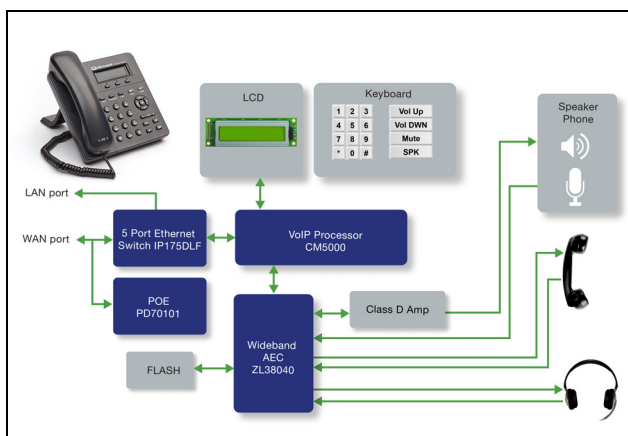 LCD
Keyboard
1 2 3
4 5 6
7 8 9
* 0 #
Vol Up
Vol DWN
Mute
SPK
Speaker
Phone
LAN port
WAN port
5 Port Ethernet
Switch IP175DLF
VoIP Processor
CM5000
POE
PD70101
Class D Amp
Wideband
AEC
ZL38040
FLASH